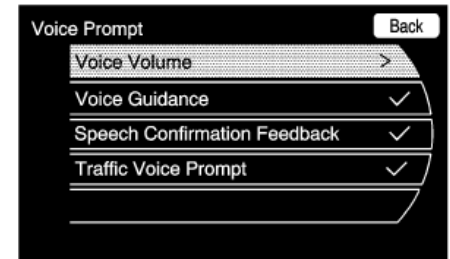 Voice Prompt Back
Voice Volume >
Voice Guidance
Speech Confirmation Feedback
Traffic Voice Prompt